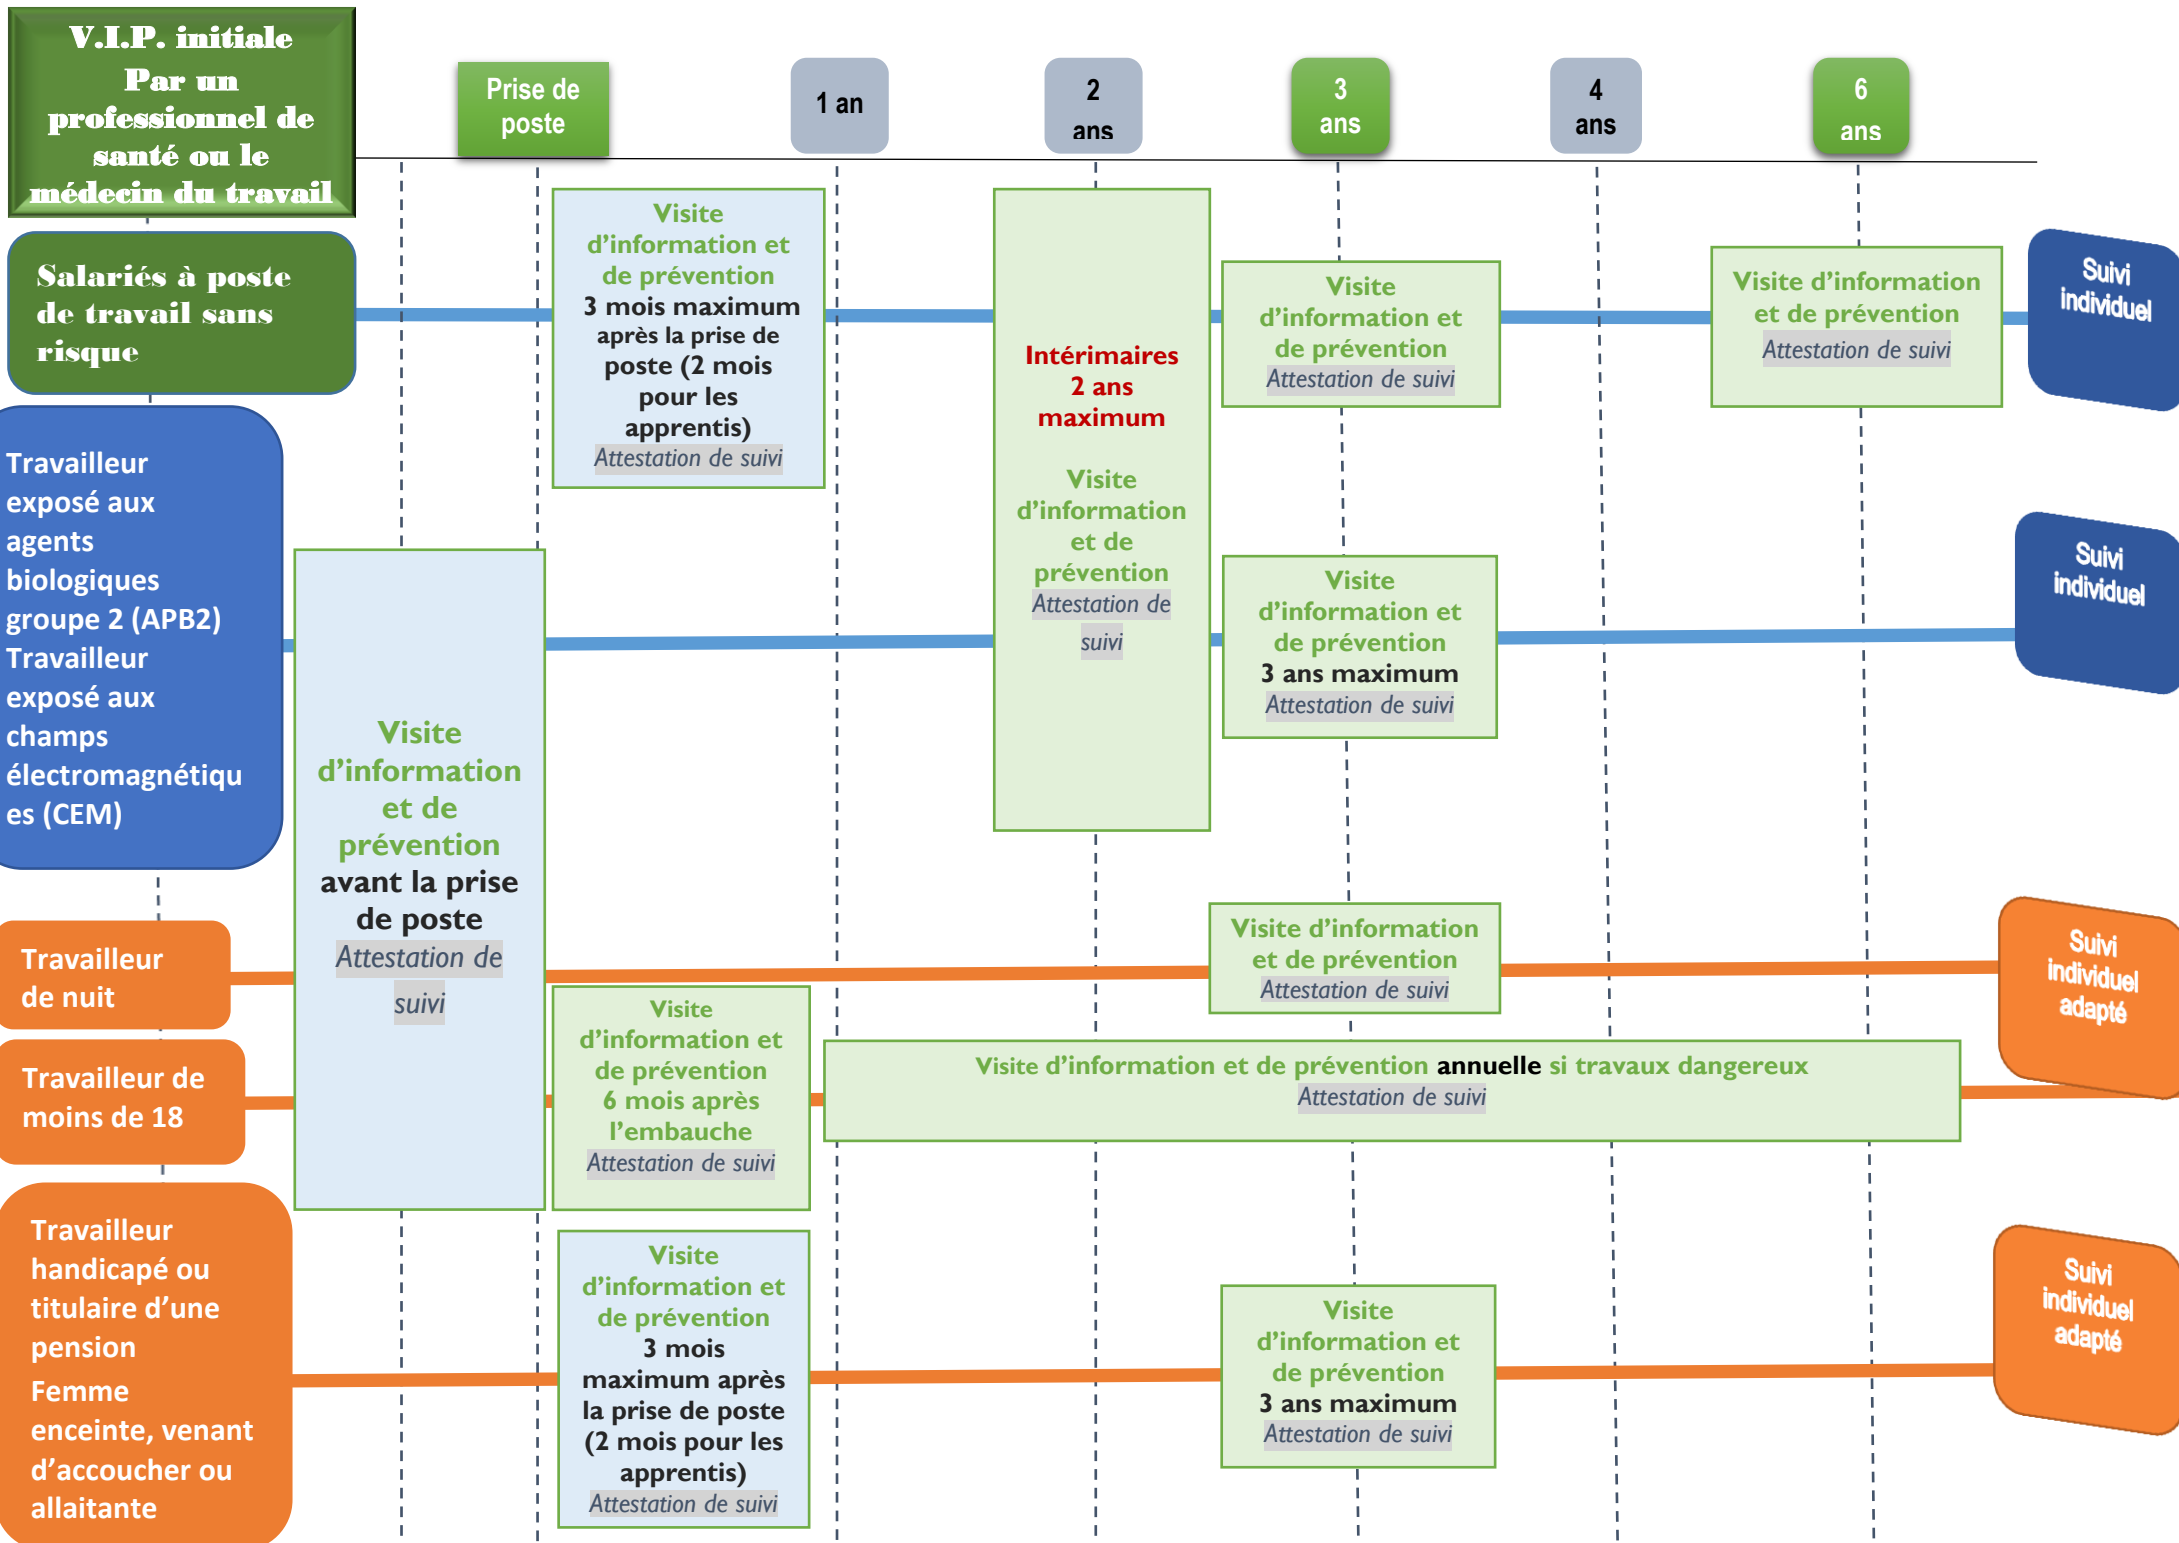 V.I.P. initiale
Par un
professionnel de
santé ou le
médecin du travail
Prise de
poste
1 an
2
ans
3
ans
4
ans
6
ans
Salariés à poste
de travail sans
risque
Visite
d'information et
de prévention
3 mois maximum
après la prise de
poste (2 mois
pour les
apprentis)
Attestation de suivi
Intérimaires
2 ans
maximum
Visite
d'information
et de
prévention
Attestation de
suivi
Visite
d'information et
de prévention
Attestation de suivi
Visite d'information
et de prévention
Attestation de suivi
Suivi
individuel
Travailleur
exposé aux
agents
biologiques
groupe 2 (APB2)
Travailleur
exposé aux
champs
électromagnétiqu
es (CEM)
Visite
d'information
et de
prévention
avant la prise
de poste
Attestation de
suivi
Visite
d'information et
de prévention
3 ans maximum
Attestation de suivi
Suivi
individuel
Travailleur
de nuit
Visite d'information
et de prévention
Attestation de suivi
Suivi
individuel
adapté
Travailleur de
moins de 18
Visite
d'information et
de prévention
6 mois après
l'embauche
Attestation de suivi
Visite d'information et de prévention annuelle si travaux dangereux
Attestation de suivi
Travailleur
handicapé ou
titulaire d'une
pension
Femme
enceinte, venant
d'accoucher ou
allaitante
Visite
d'information et
de prévention
3 mois
maximum après
la prise de poste
(2 mois pour les
apprentis)
Attestation de suivi
Visite
d'information et
de prévention
3 ans maximum
Attestation de suivi
Suivi
individuel
adapté